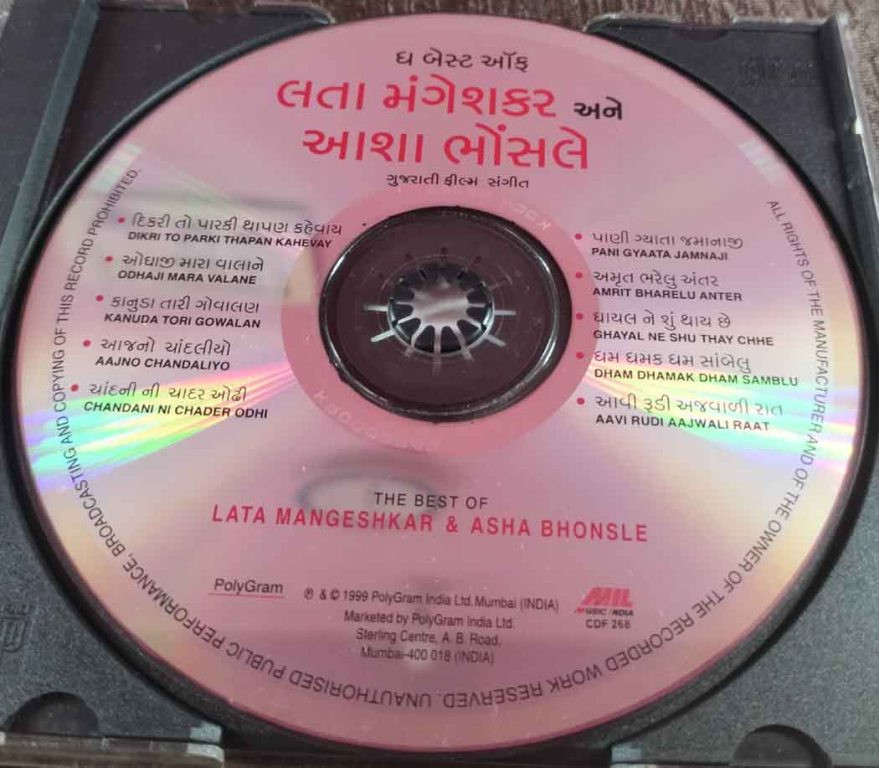 ધ બેસ્ટ ઑફ
લતા મંગેશકર અને
આશા ભોંસલે
ગુજરાતી ફીલ્મ સંગીત
• દિકરી તો પારકી થાપણ કહેવાય
DIKRI TO PARKI THAPAN KAHEVAY
• ઓધાજી મારા વાલાને
ODHAJI MARA VALANE
• કાનુડા તારી ગોવાલણ
KANUDA TORI GOWALAN
• આજનો ચાંદલીયો
AAJNO CHANDALIYO
• ચાંદની ની ચાદર ઓઢી
CHANDANI NI CHADER ODHI
• પાણી ગ્યાતા જમાનાજી
PANI GYAATA JAMNAJI
• અમૃત ભરેલુ અંતર
AMRIT BHARELU ANTER
• ઘાયલ ને શું થાય છે
GHAYAL NE SHU THAY CHHE
• ધમ ધમક ધમ સાંબેલુ
DHAM DHAMAK DHAM SAMBLU
• આવી રૂડી અજવાળી રાત
AAVI RUDI AAJWALI RAAT
THE BEST OF
LATA MANGESHKAR & ASHA BHONSLE
PolyGram
℗ & © 1999 PolyGram India Ltd. Mumbai (INDIA)
Marketed by PolyGram India Ltd.
Sterling Centre, A. B. Road,
Mumbai-400 018 (INDIA)
MIL
MUSIC INDIA
CDF 268
ALL RIGHTS OF THE MANUFACTURER AND OF THE OWNER OF THE RECORDED WORK RESERVED. UNAUTHORISED PUBLIC PERFORMANCE, BROADCASTING AND COPYING OF THIS RECORD PROHIBITED.